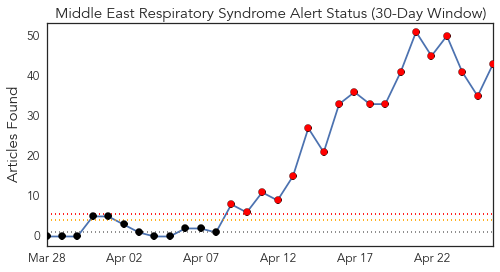 Middle East Respiratory Syndrome Alert Status (30-Day Window)
Articles Found
50
40
30
20
10
0
Mar 28 Apr 02 Apr 07 Apr 12 Apr 17 Apr 22